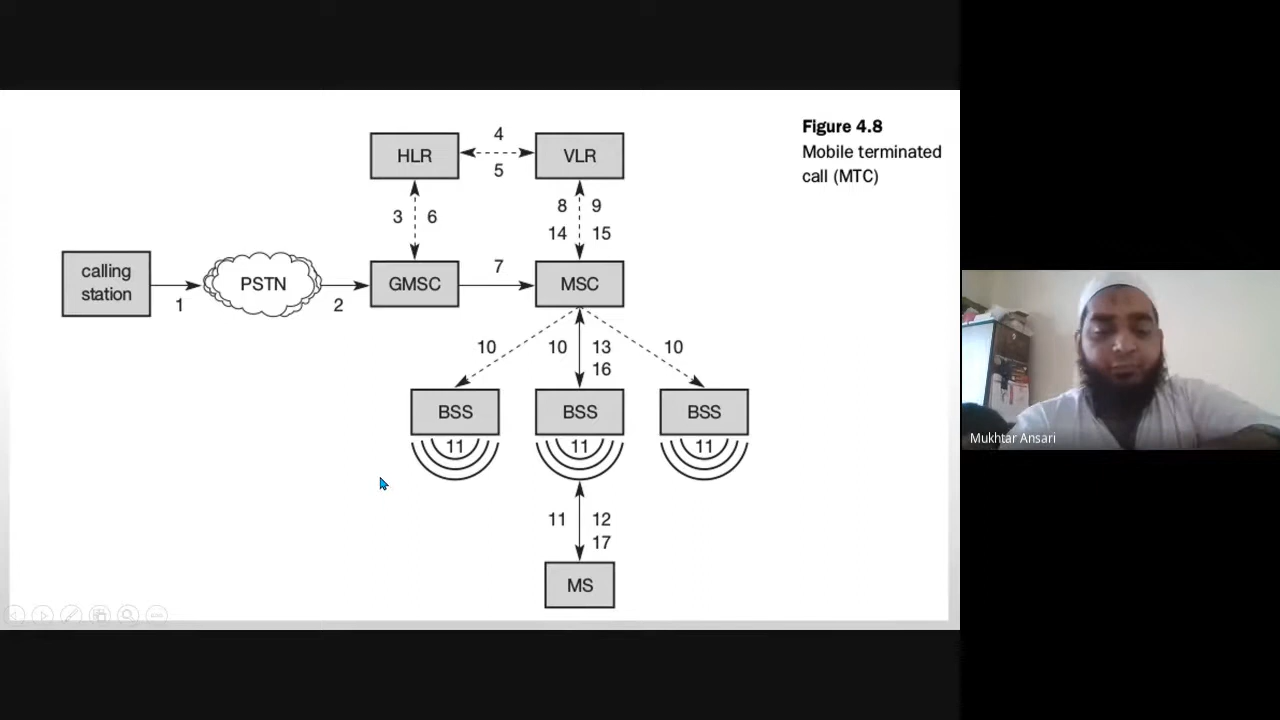 Figure 4.8
Mobile terminated
call (MTC)
HLR
4
5
VLR
3
6
8
9
14
15
calling
station
1
PSTN
2
GMSC
7
MSC
10
10
13
16
10
BSS
BSS
BSS
11
11
11
11
12
17
MS
Mukhtar Ansari